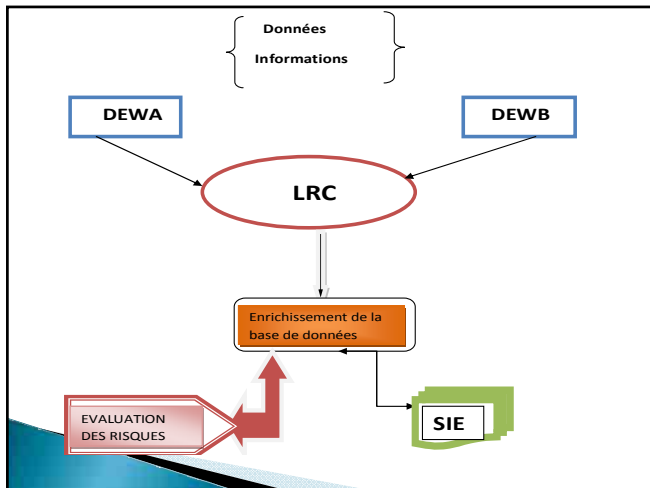 Données
Informations
DEWA
DEWB
LRC
Enrichissement de la
base de données
EVALUATION
DES RISQUES
SIE